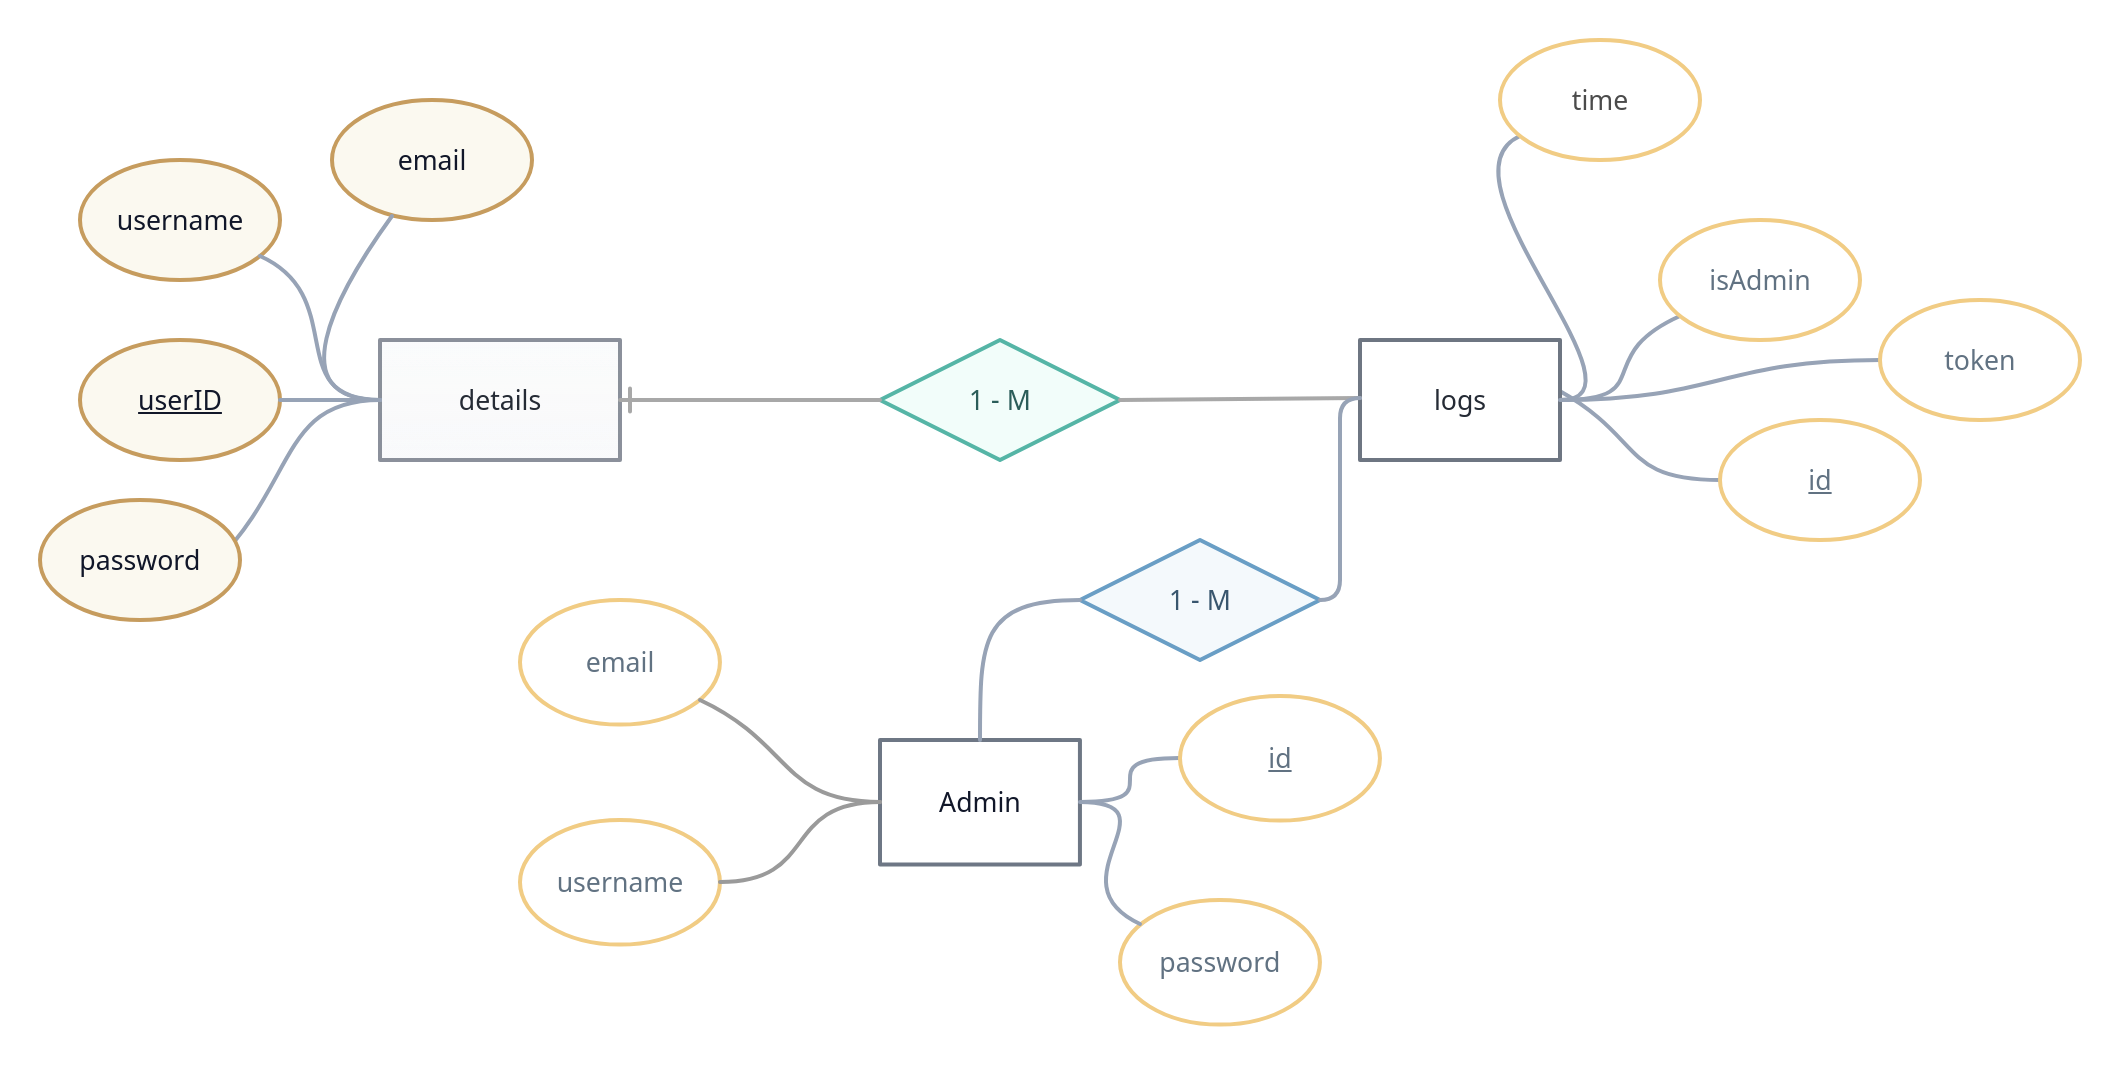 time
email
username
isAdmin
token
userID
details
1 - M
logs
id
password
1 - M
email
id
Admin
username
password